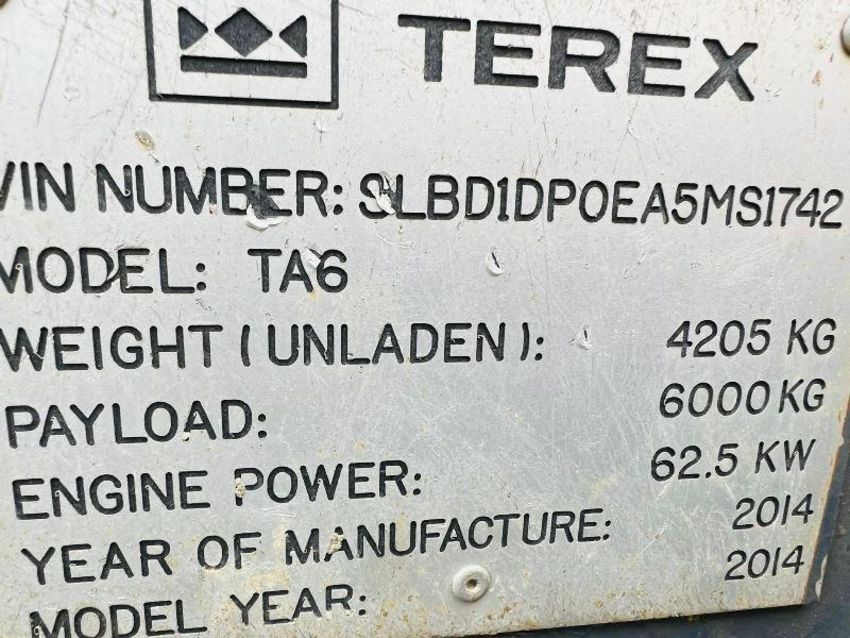 TEREX
VIN NUMBER: SLBD1DP0EA5MS1742
MODEL: TA6
WEIGHT (UNLADEN): 4205 KG
PAYLOAD: 6000 KG
ENGINE POWER: 62.5 KW
YEAR OF MANUFACTURE: 2014
MODEL YEAR: 2014